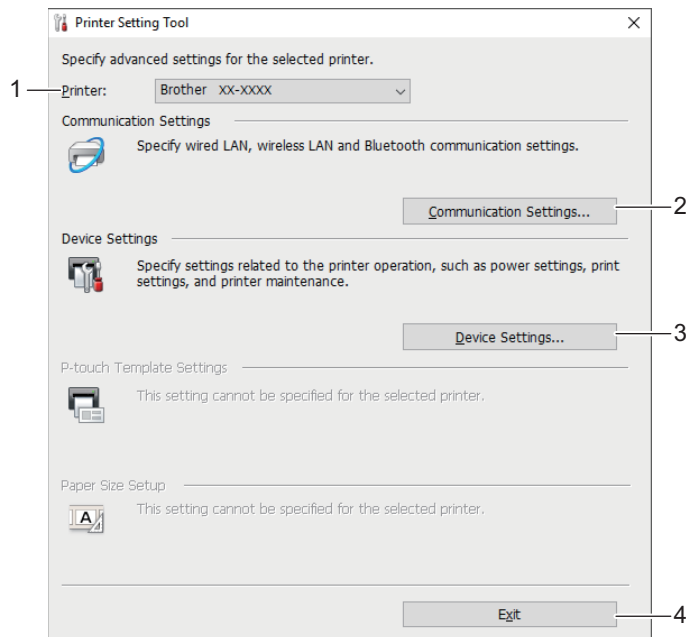 Printer Setting Tool
Specify advanced settings for the selected printer.
1
Printer:
Brother XX-XXXX
Communication Settings
Specify wired LAN, wireless LAN and Bluetooth communication settings.
Communication Settings...
2
Device Settings
Specify settings related to the printer operation, such as power settings, print
settings, and printer maintenance.
Device Settings...
3
P-touch Template Settings
This setting cannot be specified for the selected printer.
Paper Size Setup
This setting cannot be specified for the selected printer.
A
Exit
4